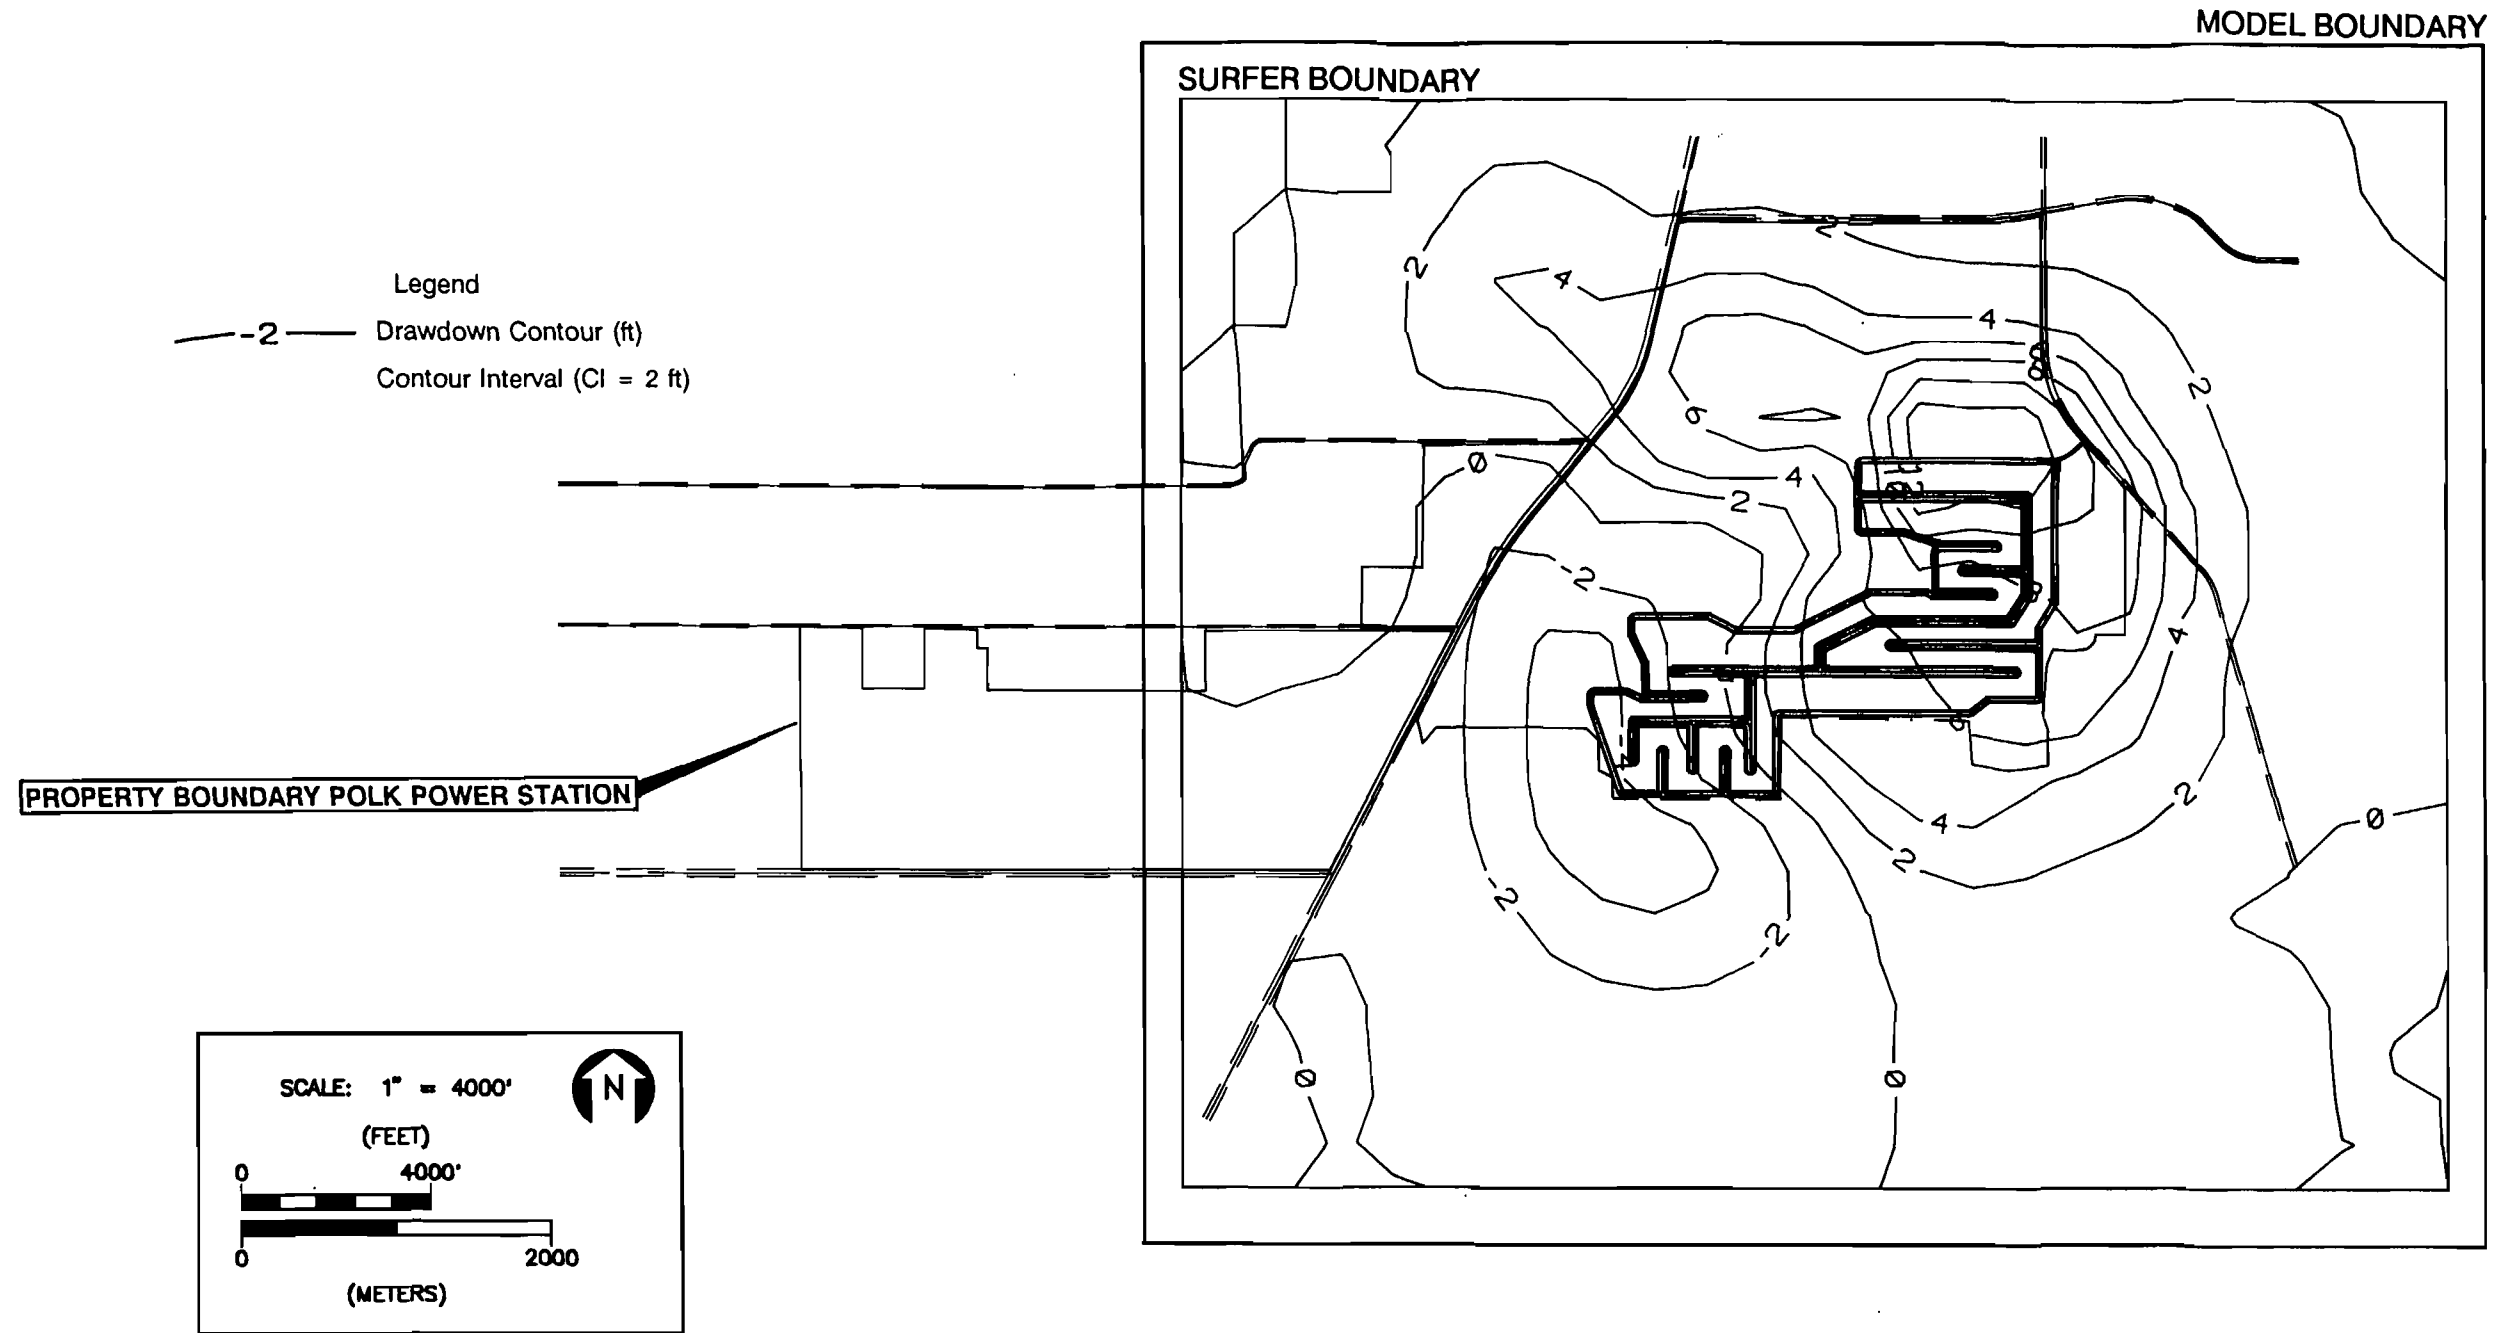 MODEL BOUNDARY
SURFER BOUNDARY
Legend
-2 Drawdown Contour (ft)
Contour Interval (CI = 2 ft)
PROPERTY BOUNDARY POLK POWER STATION
SCALE: 1" = 4000'
N
(FEET)
0 4000'
0 2000
(METERS)
2
2
4
4
8
2
6
0
4
2
-2
4
6
2
4
0
2
-2
-2
0
0